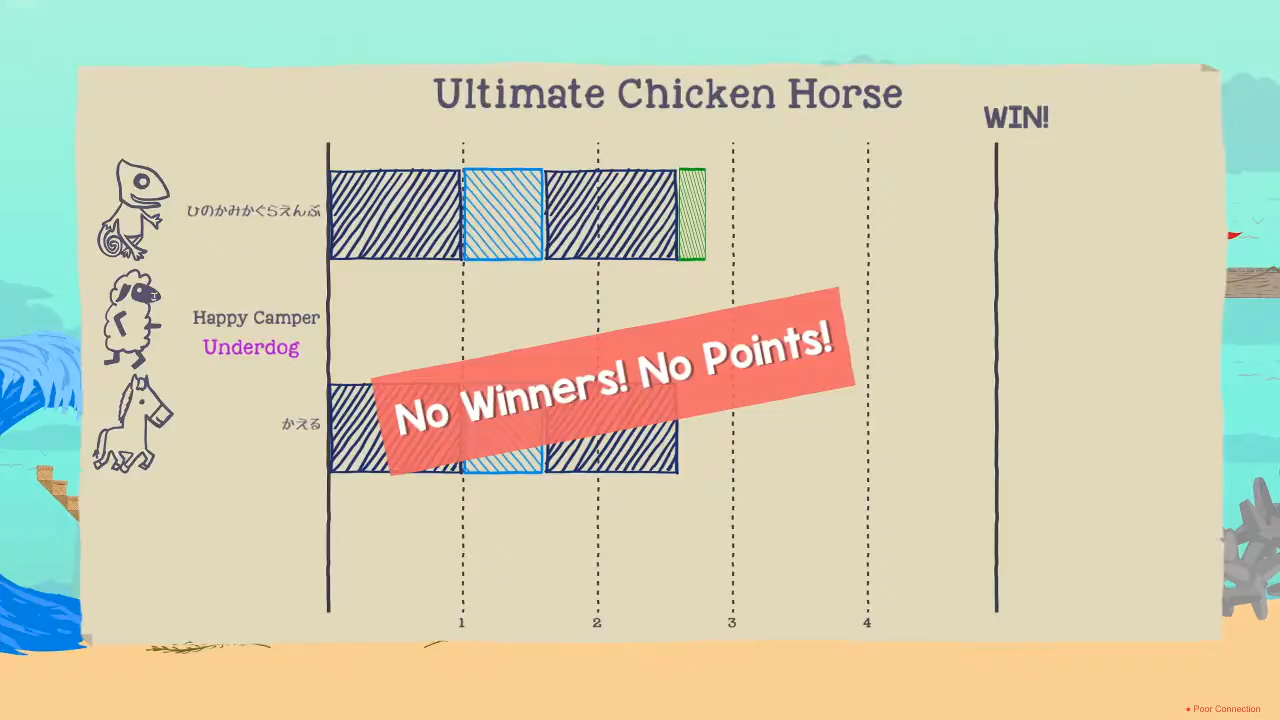 Ultimate Chicken Horse
WIN!
ひのかみかぐらえんぶ
Happy Camper
Underdog
No Winners! No Points!
かえる
1 2 3 4
● Poor Connection